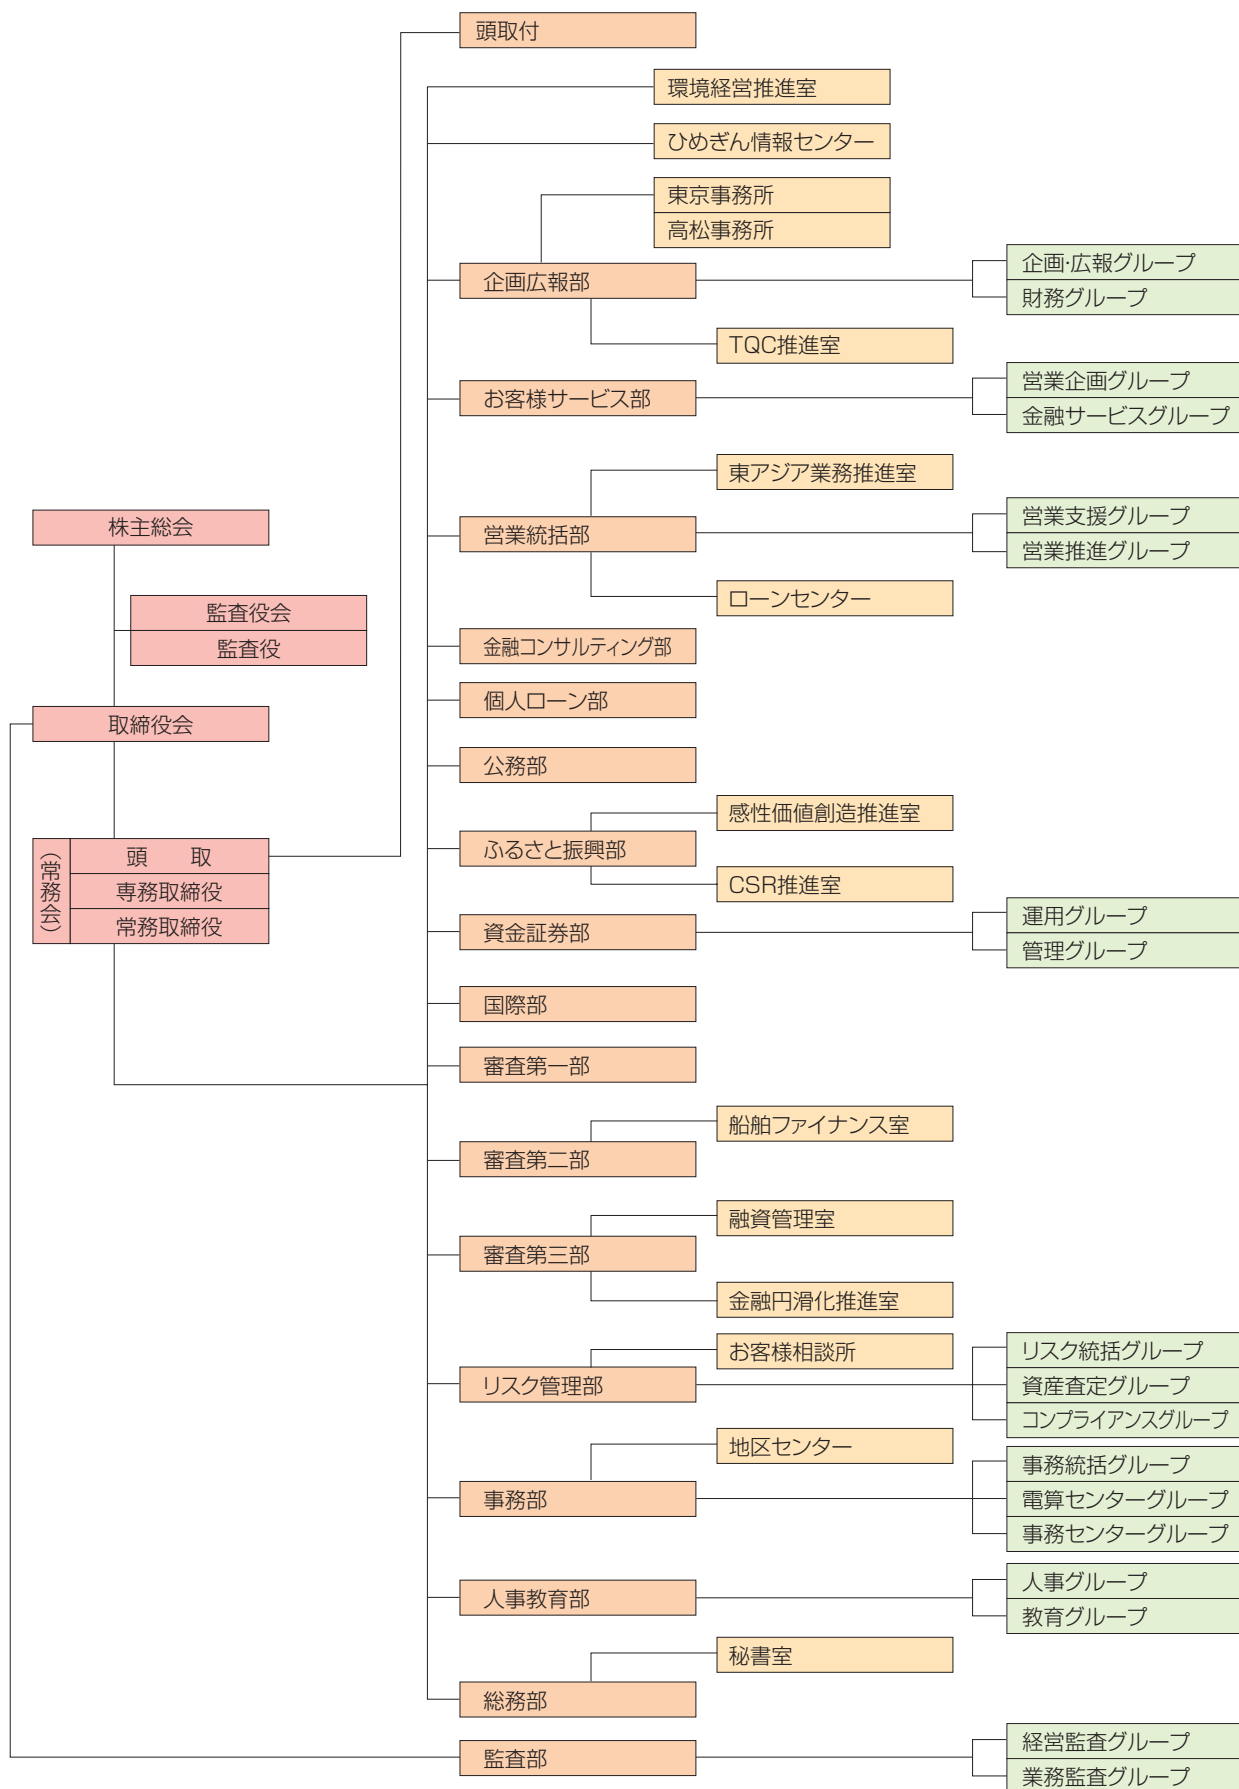 頭取付
環境経営推進室
ひめぎん情報センター
東京事務所
高松事務所
企画広報部
企画・広報グループ
財務グループ
TQC推進室
お客様サービス部
営業企画グループ
金融サービスグループ
東アジア業務推進室
営業統括部
営業支援グループ
営業推進グループ
ローンセンター
株主総会
監査役会
監査役
取締役会
(常務会)
頭 取
専務取締役
常務取締役
金融コンサルティング部
個人ローン部
公務部
感性価値創造推進室
ふるさと振興部
CSR推進室
資金証券部
運用グループ
管理グループ
国際部
審査第一部
船舶ファイナンス室
審査第二部
融資管理室
審査第三部
金融円滑化推進室
お客様相談所
リスク管理部
リスク統括グループ
資産査定グループ
コンプライアンスグループ
地区センター
事務部
事務統括グループ
電算センターグループ
事務センターグループ
人事教育部
人事グループ
教育グループ
秘書室
総務部
監査部
経営監査グループ
業務監査グループ